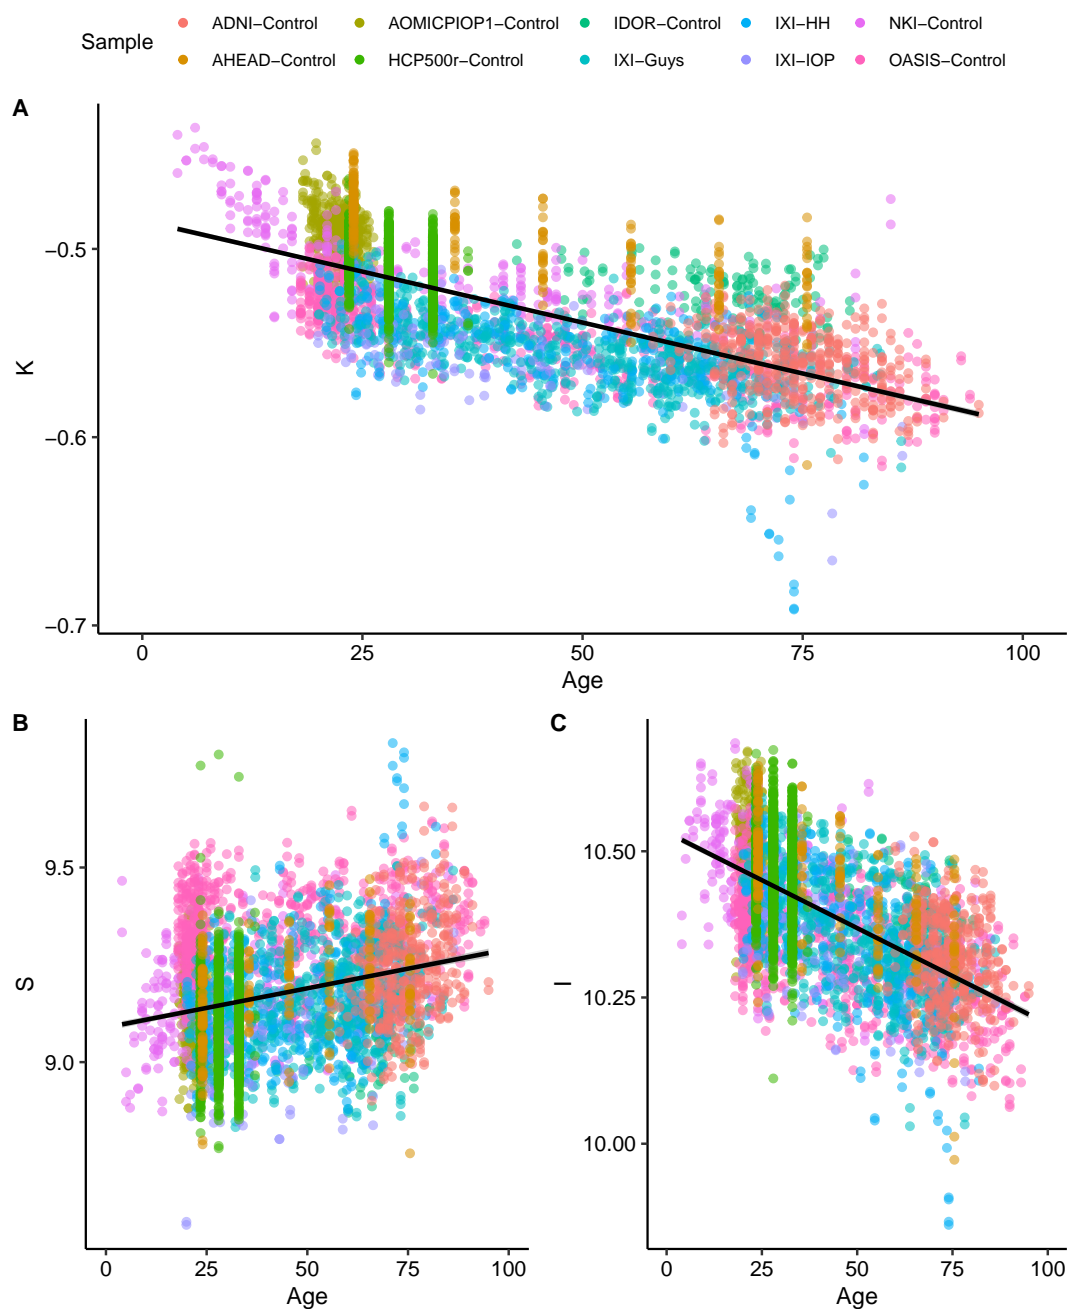 Sample
ADNI−Control AOMICPIOP1−Control IDOR−Control IXI−HH NKI−Control
AHEAD−Control HCP500r−Control IXI−Guys IXI−IOP OASIS−Control
A
−0.5
−0.6
−0.7
K
0 25 50 75 100
Age
B C
9.5
9.0
S
0 25 50 75 100
Age
10.50
10.25
10.00
I
0 25 50 75 100
Age